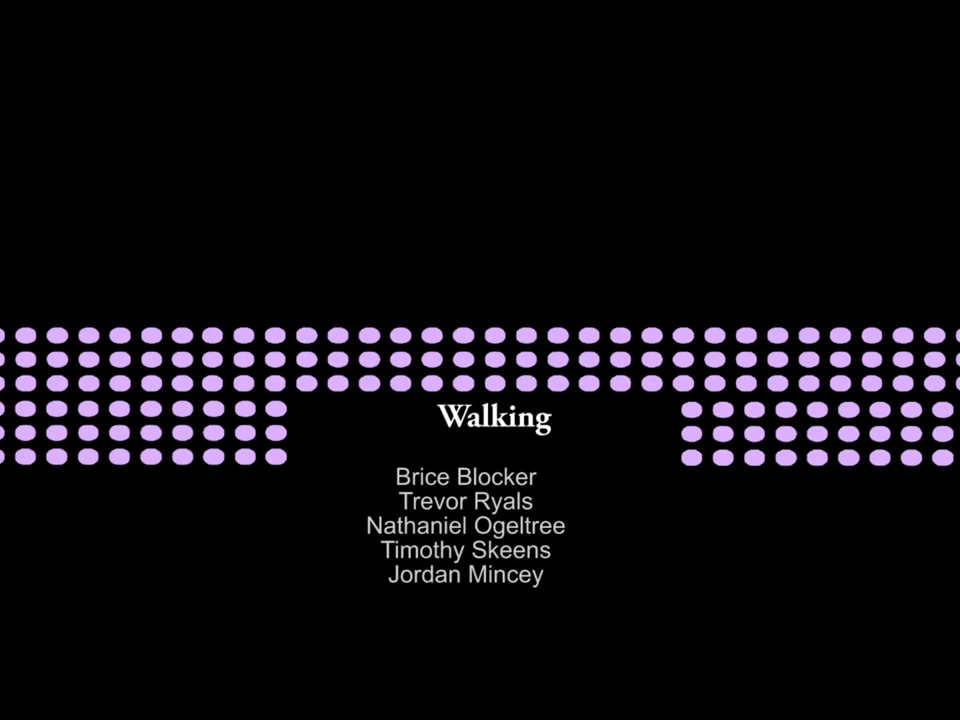 Walking
Brice Blocker
Trevor Ryals
Nathaniel Ogeltree
Timothy Skeens
Jordan Mincey